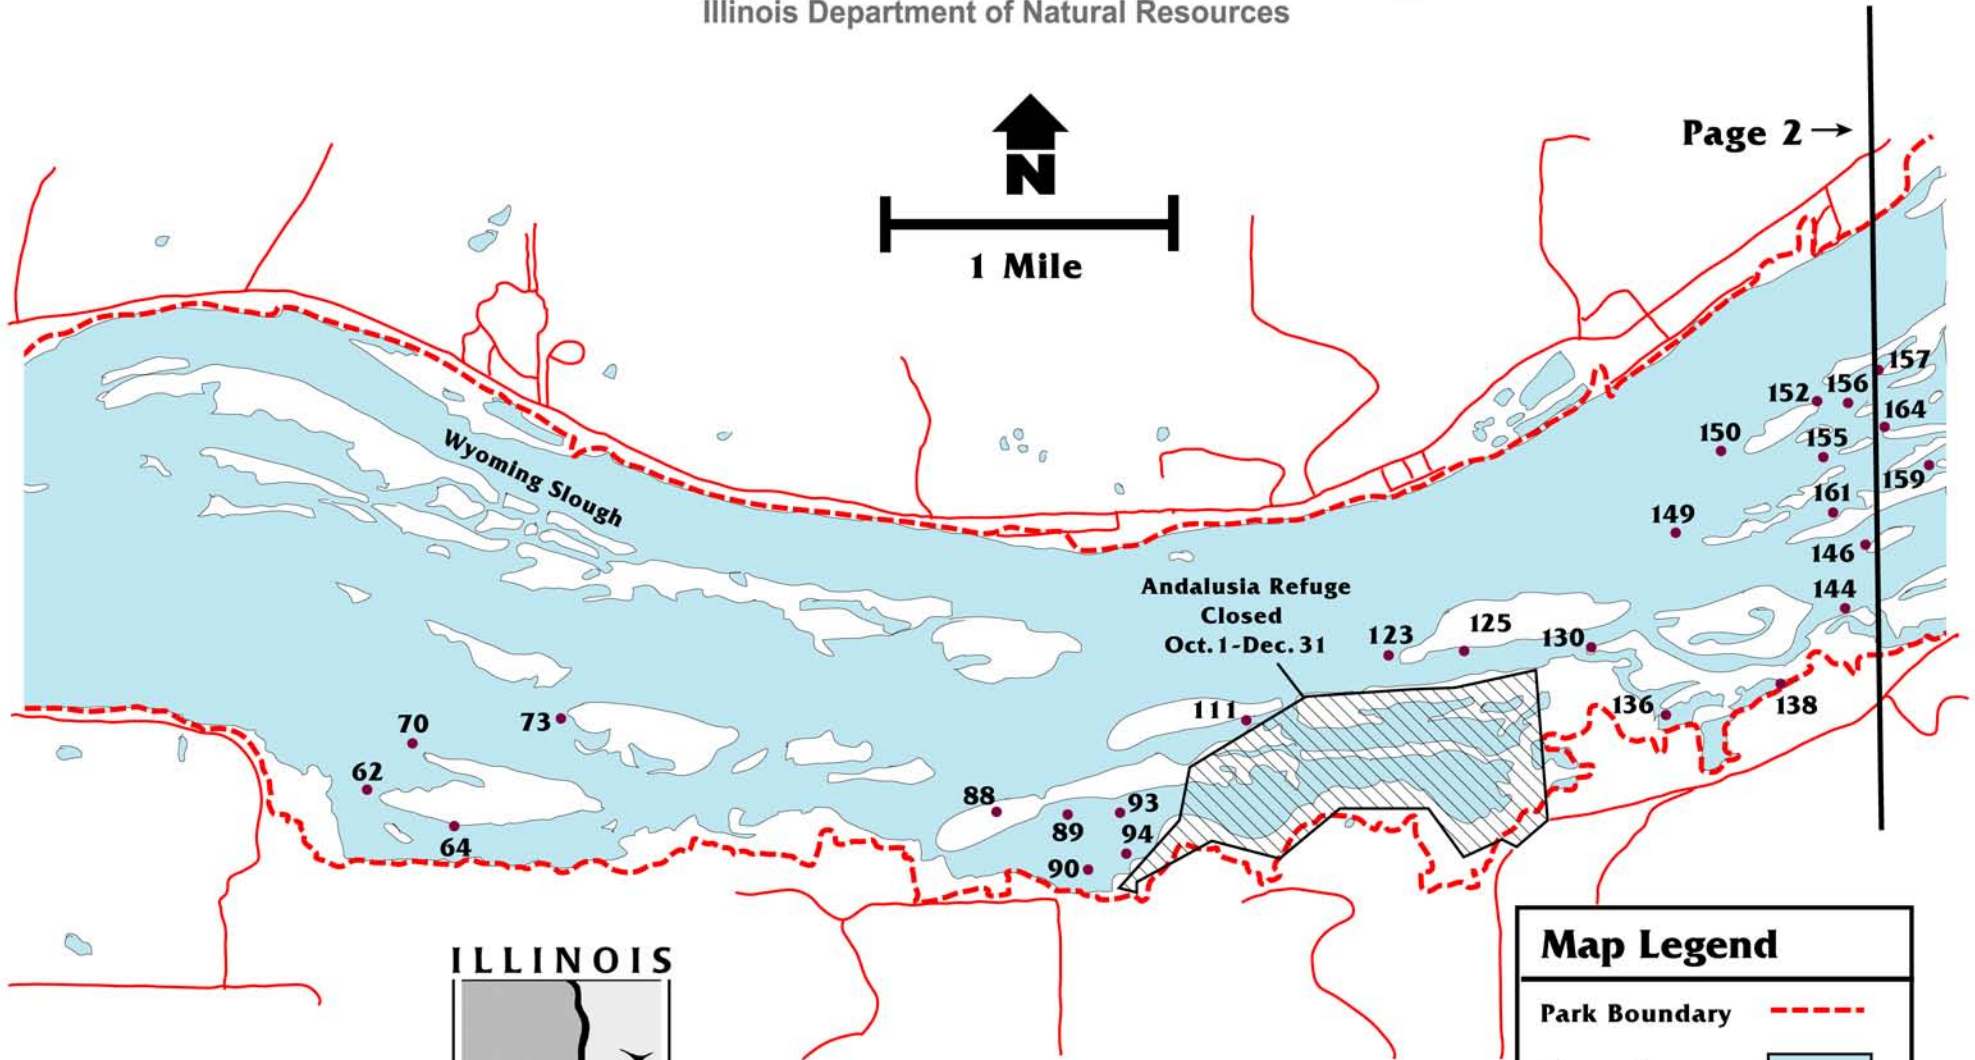 Illinois Department of Natural Resources
Page 2
N
1 Mile
157
152
156
164
150
155
159
161
149
146
144
Wyoming Slough
Andalusia Refuge
Closed
Oct. 1-Dec. 31
123
125
130
136
138
111
73
70
62
64
88
89
93
94
90
ILLINOIS
Map Legend
Park Boundary